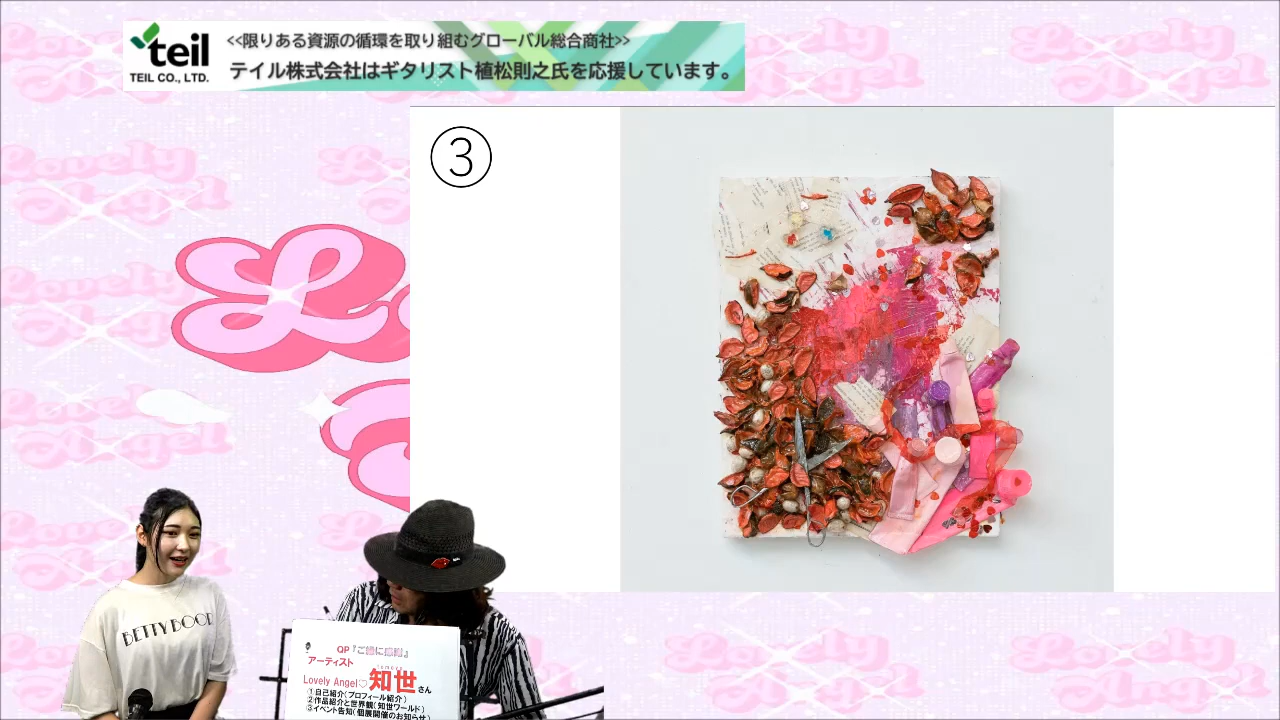 teil
TEIL CO., LTD.
<<限りある資源の循環を取り組むグローバル総合商社>>
テイル株式会社はギタリスト植松則之氏を応援しています。
③
Lovely
Angel
BETTY BOOP
QP『ご縁に感謝』
アーティスト
tomoyo
Lovely Angel♡知世さん
①自己紹介(プロフィール紹介)
②作品紹介と世界観(知世ワールド)
③イベント告知(個展開催のお知らせ)